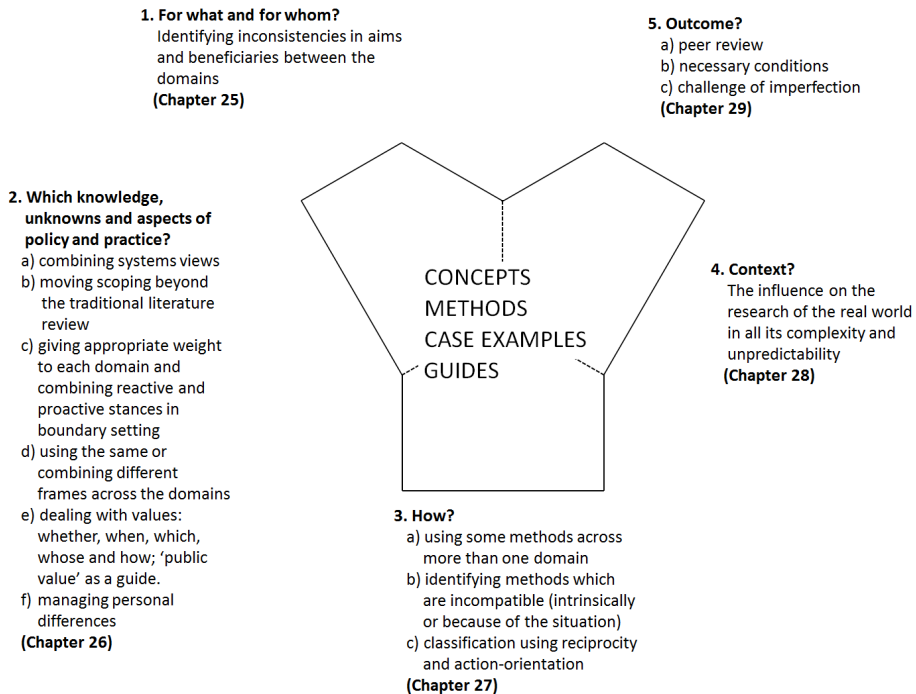 1. For what and for whom?
Identifying inconsistencies in aims
and beneficiaries between the
domains
(Chapter 25)
5. Outcome?
a) peer review
b) necessary conditions
c) challenge of imperfection
(Chapter 29)
2. Which knowledge,
unknowns and aspects of
policy and practice?
a) combining systems views
b) moving scoping beyond
the traditional literature
review
c) giving appropriate weight
to each domain and
combining reactive and
proactive stances in
boundary setting
d) using the same or
combining different
frames across the domains
e) dealing with values:
whether, when, which,
whose and how; ‘public
value’ as a guide.
f) managing personal
differences
(Chapter 26)
CONCEPTS
METHODS
CASE EXAMPLES
GUIDES
4. Context?
The influence on the
research of the real world
in all its complexity and
unpredictability
(Chapter 28)
3. How?
a) using some methods across
more than one domain
b) identifying methods which
are incompatible (intrinsically
or because of the situation)
c) classification using reciprocity
and action-orientation
(Chapter 27)